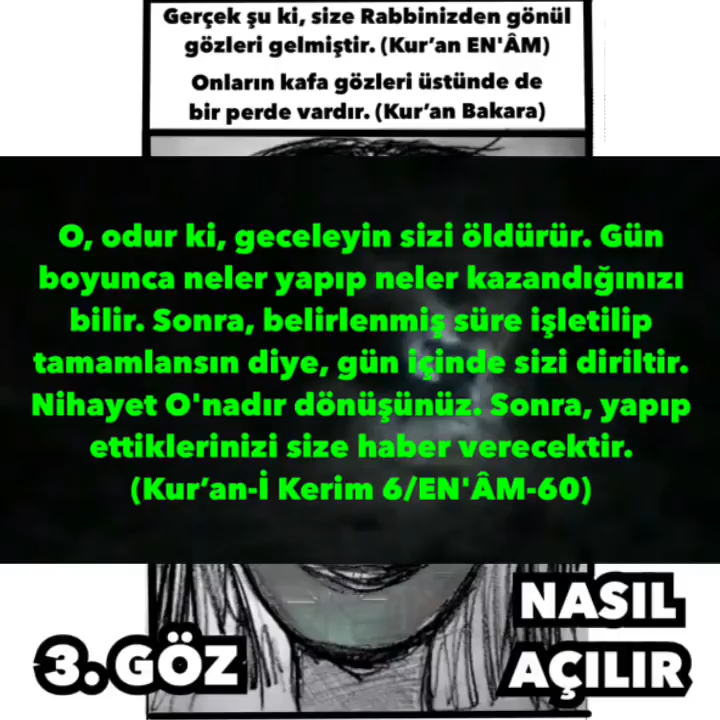 Gerçek şu ki, size Rabbinizden gönül
gözleri gelmiştir. (Kur’an EN'ÂM)
Onların kafa gözleri üstünde de
bir perde vardır. (Kur’an Bakara)
O, odur ki, geceleyin sizi öldürür. Gün
boyunca neler yapıp neler kazandığınızı
bilir. Sonra, belirlenmiş süre işletilip
tamamlansın diye, gün içinde sizi diriltir.
Nihayet O'nadır dönüşünüz. Sonra, yapıp
ettiklerinizi size haber verecektir.
(Kur’an-İ Kerim 6/EN'ÂM-60)
3.GÖZ
NASIL
AÇILIR